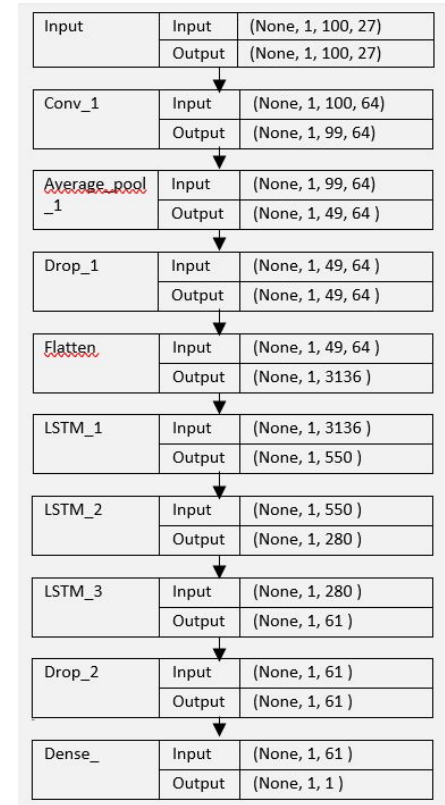 Input Input (None, 1, 100, 27)
Output (None, 1, 100, 27)
Conv_1 Input (None, 1, 100, 64)
Output (None, 1, 99, 64)
Average_pool Input (None, 1, 99, 64)
_1 Output (None, 1, 49, 64 )
Drop_1 Input (None, 1, 49, 64 )
Output (None, 1, 49, 64 )
Flatten Input (None, 1, 49, 64 )
Output (None, 1, 3136 )
LSTM_1 Input (None, 1, 3136 )
Output (None, 1, 550 )
LSTM_2 Input (None, 1, 550 )
Output (None, 1, 280 )
LSTM_3 Input (None, 1, 280 )
Output (None, 1, 61 )
Drop_2 Input (None, 1, 61 )
Output (None, 1, 61 )
Dense_ Input (None, 1, 61 )
Output (None, 1, 1 )